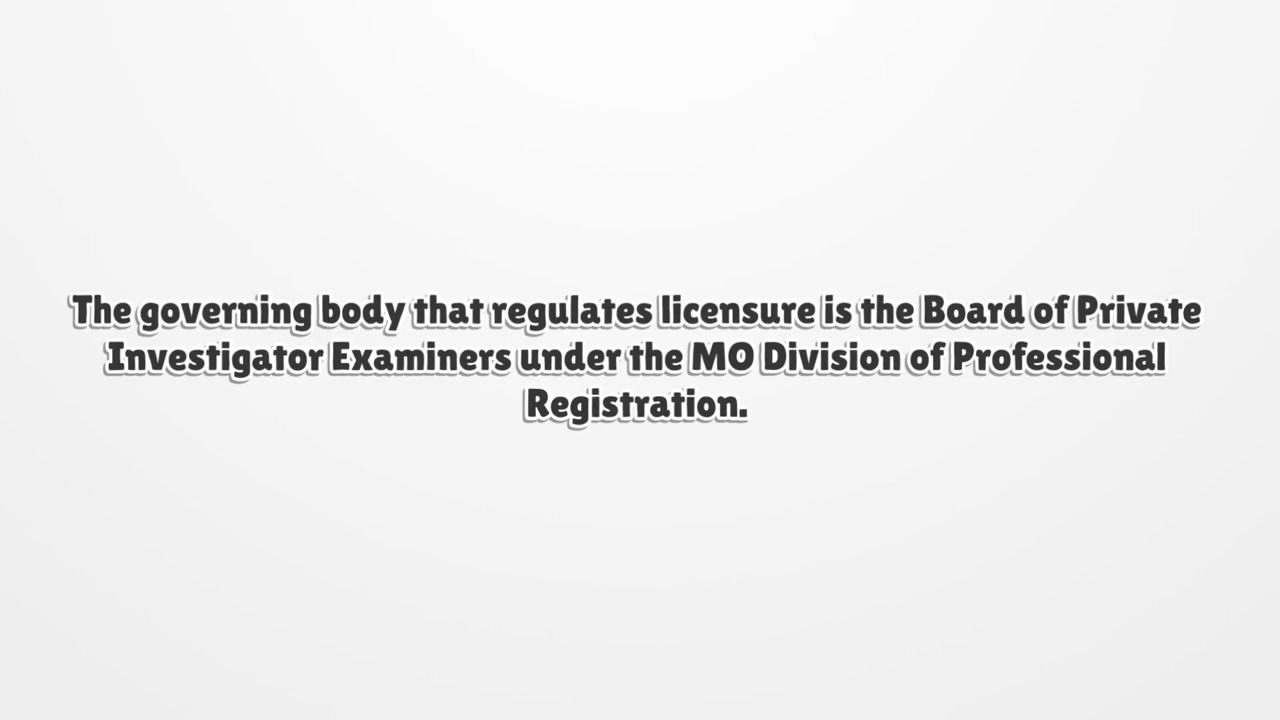 The governing body that regulates licensure is the Board of Private
Investigator Examiners under the MO Division of Professional
Registration.